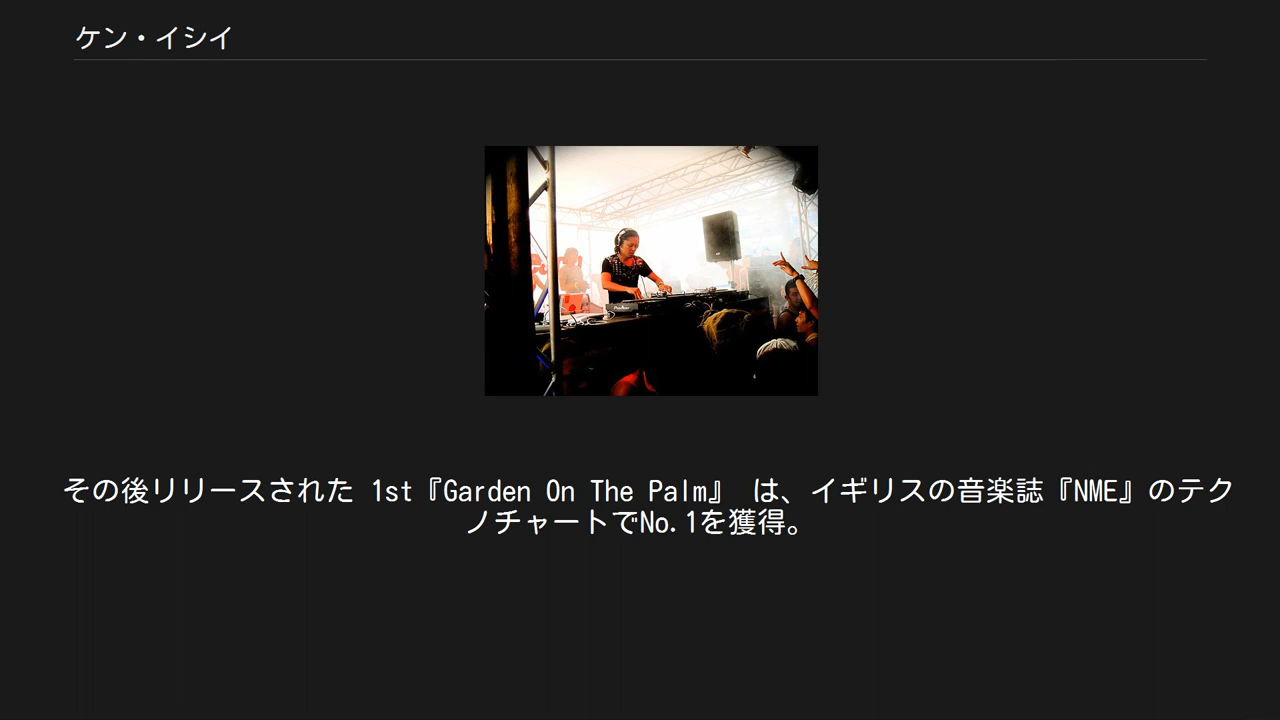 ケン・イシイ
その後リリースされた 1st『Garden On The Palm』 は、イギリスの音楽誌『NME』のテク
ノチャートでNo.1を獲得。